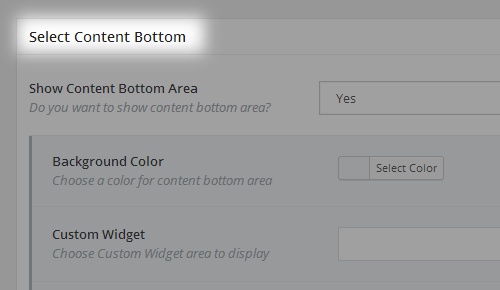 Select Content Bottom
Show Content Bottom Area
Do you want to show content bottom area?
Yes
Background Color
Choose a color for content bottom area
Select Color
Custom Widget
Choose Custom Widget area to display